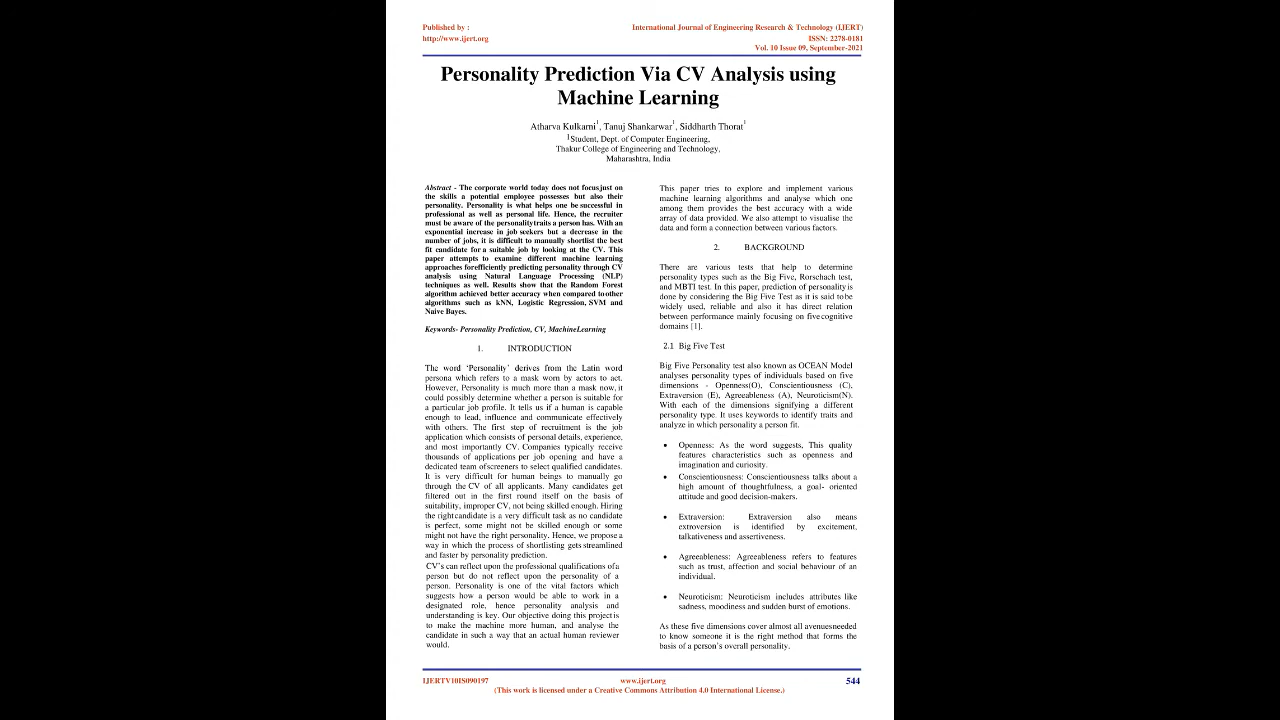 Published by :
http://www.ijert.org
International Journal of Engineering Research & Technology (IJERT)
ISSN: 2278-0181
Vol. 10 Issue 09, September-2021
Personality Prediction Via CV Analysis using
Machine Learning
Atharva Kulkarni1, Tanuj Shankarwar1, Siddharth Thorat1
1Student, Dept. of Computer Engineering,
Thakur College of Engineering and Technology,
Maharashtra, India
Abstract - The corporate world today does not focusjust on
the skills a potential employee possesses but also their
personality. Personality is what helps one be successful in
professional as well as personal life. Hence, the recruiter
must be aware of the personalitytraits a person has. With an
exponential increase in job seekers but a decrease in the
number of jobs, it is difficult to manually shortlist the best
fit candidate for a suitable job by looking at the CV. This
paper attempts to examine different machine learning
approaches forefficiently predicting personality through CV
analysis using Natural Language Processing (NLP)
techniques as well. Results show that the Random Forest
algorithm achieved better accuracy when compared to other
algorithms such as kNN, Logistic Regression, SVM and
Naive Bayes.
Keywords- Personality Prediction, CV, MachineLearning
1. INTRODUCTION
The word ‘Personality’ derives from the Latin word
persona which refers to a mask worn by actors to act.
However, Personality is much more than a mask now, it
could possibly determine whether a person is suitable for
a particular job profile. It tells us if a human is capable
enough to lead, influence and communicate effectively
with others. The first step of recruitment is the job
application which consists of personal details, experience,
and most importantly CV. Companies typically receive
thousands of applications per job opening and have a
dedicated team of screeners to select qualified candidates.
It is very difficult for human beings to manually go
through the CV of all applicants. Many candidates get
filtered out in the first round itself on the basis of
suitability, improper CV, not being skilled enough. Hiring
the right candidate is a very difficult task as no candidate
is perfect, some might not be skilled enough or some
might not have the right personality. Hence, we propose a
way in which the process of shortlisting gets streamlined
and faster by personality prediction.
CV’s can reflect upon the professional qualifications of a
person but do not reflect upon the personality of a
person. Personality is one of the vital factors which
suggests how a person would be able to work in a
designated role, hence personality analysis and
understanding is key. Our objective doing this project is
to make the machine more human, and analyse the
candidate in such a way that an actual human reviewer
would.
This paper tries to explore and implement various
machine learning algorithms and analyse which one
among them provides the best accuracy with a wide
array of data provided. We also attempt to visualise the
data and form a connection between various factors.
2. BACKGROUND
There are various tests that help to determine
personality types such as the Big Five, Rorschach test,
and MBTI test. In this paper, prediction of personality is
done by considering the Big Five Test as it is said to be
widely used, reliable and also it has direct relation
between performance mainly focusing on five cognitive
domains [1].
2.1 Big Five Test
Big Five Personality test also known as OCEAN Model
analyses personality types of individuals based on five
dimensions - Openness(O), Conscientiousness (C),
Extraversion (E), Agreeableness (A), Neuroticism(N).
With each of the dimensions signifying a different
personality type. It uses keywords to identify traits and
analyze in which personality a person fit.
• Openness: As the word suggests, This quality
features characteristics such as openness and
imagination and curiosity.
• Conscientiousness: Conscientiousness talks about a
high amount of thoughtfulness, a goal- oriented
attitude and good decision-makers.
• Extraversion: Extraversion also means
extroversion is identified by excitement,
talkativeness and assertiveness.
• Agreeableness: Agreeableness refers to features
such as trust, affection and social behaviour of an
individual.
• Neuroticism: Neuroticism includes attributes like
sadness, moodiness and sudden burst of emotions.
As these five dimensions cover almost all avenuesneeded
to know someone it is the right method that forms the
basis of a person’s overall personality.
IJERTV10IS090197
www.ijert.org
(This work is licensed under a Creative Commons Attribution 4.0 International License.)
544